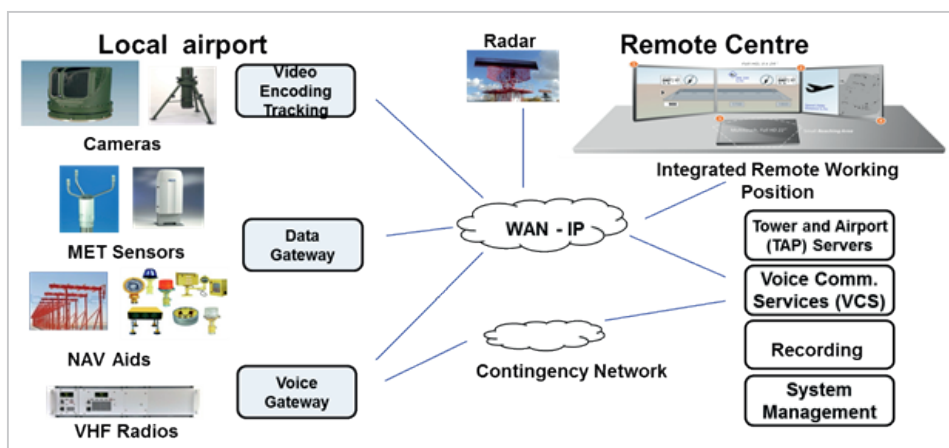 Local airport
Radar
Remote Centre
Video
Encoding
Tracking
Cameras
Integrated Remote Working
Position
MET Sensors
Data
Gateway
WAN - IP
Tower and Airport
(TAP) Servers
Voice Comm.
Services (VCS)
NAV Aids
Contingency Network
Recording
Voice
Gateway
System
Management
VHF Radios